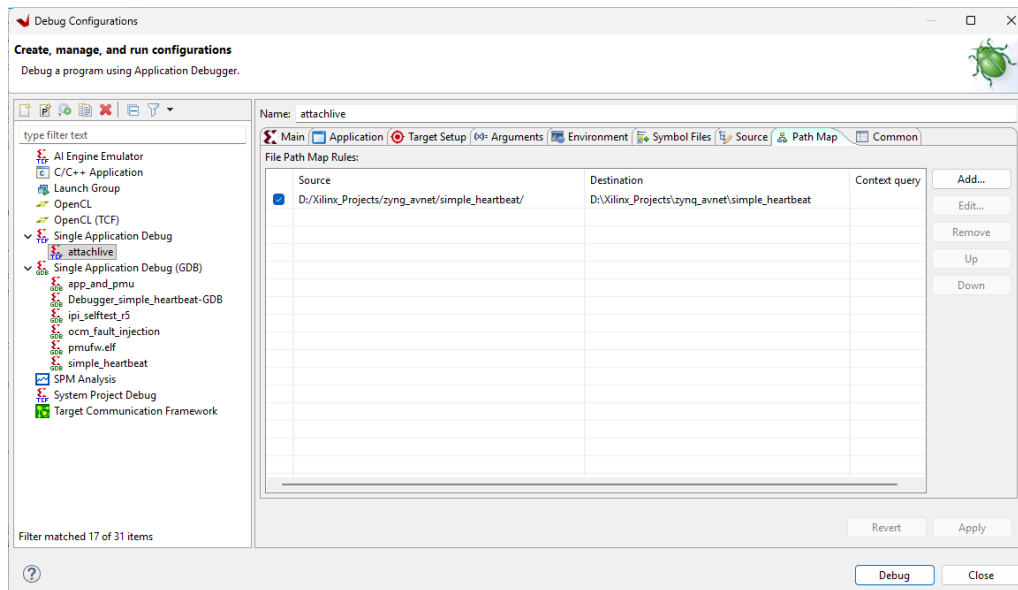 Debug Configurations
Create, manage, and run configurations
Debug a program using Application Debugger.
Name: attachlive
type filter text
AI Engine Emulator
C/C++ Application
Launch Group
OpenCL
OpenCL (TCF)
Single Application Debug
attachlive
Single Application Debug (GDB)
app_and_pmu
Debugger_simple_heartbeat-GDB
ipi_selftest_r5
ocm_fault_injection
pmufw.elf
simple_heartbeat
SPM Analysis
System Project Debug
Target Communication Framework
Filter matched 17 of 31 items
Main Application Target Setup Arguments Environment Symbol Files Source Path Map Common
File Path Map Rules:
Source Destination Context query
D:/Xilinx_Projects/zynq_avnet/simple_heartbeat/ D:\Xilinx_Projects\zynq_avnet\simple_heartbeat
Add...
Edit...
Remove
Up
Down
Revert Apply
Debug Close